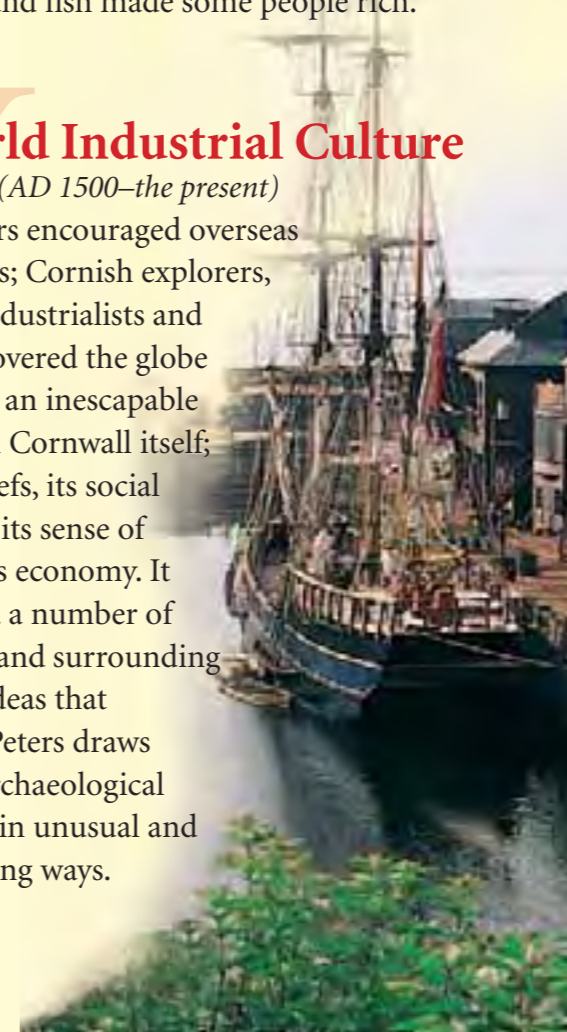 and fish made some people rich.
rld Industrial Culture
(AD 1500–the present)
rs encouraged overseas
s; Cornish explorers,
dustrialists and
overed the globe
an inescapable
Cornwall itself;
efs, its social
its sense of
s economy. It
a number of
and surrounding
deas that
Peters draws
rchaeological
in unusual and
ng ways.